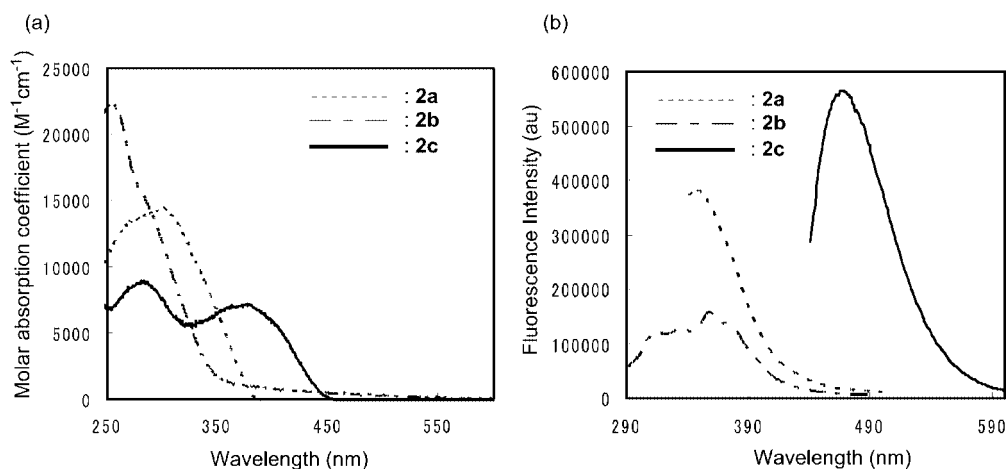 (a)
Molar absorption coefficient (M⁻¹cm⁻¹)
25000
20000
15000
10000
5000
0
250
350
450
550
Wavelength (nm)
: 2a
: 2b
: 2c
(b)
Fluorescence Intensity (au)
600000
500000
400000
300000
200000
100000
0
290
390
490
590
Wavelength (nm)
: 2a
: 2b
: 2c